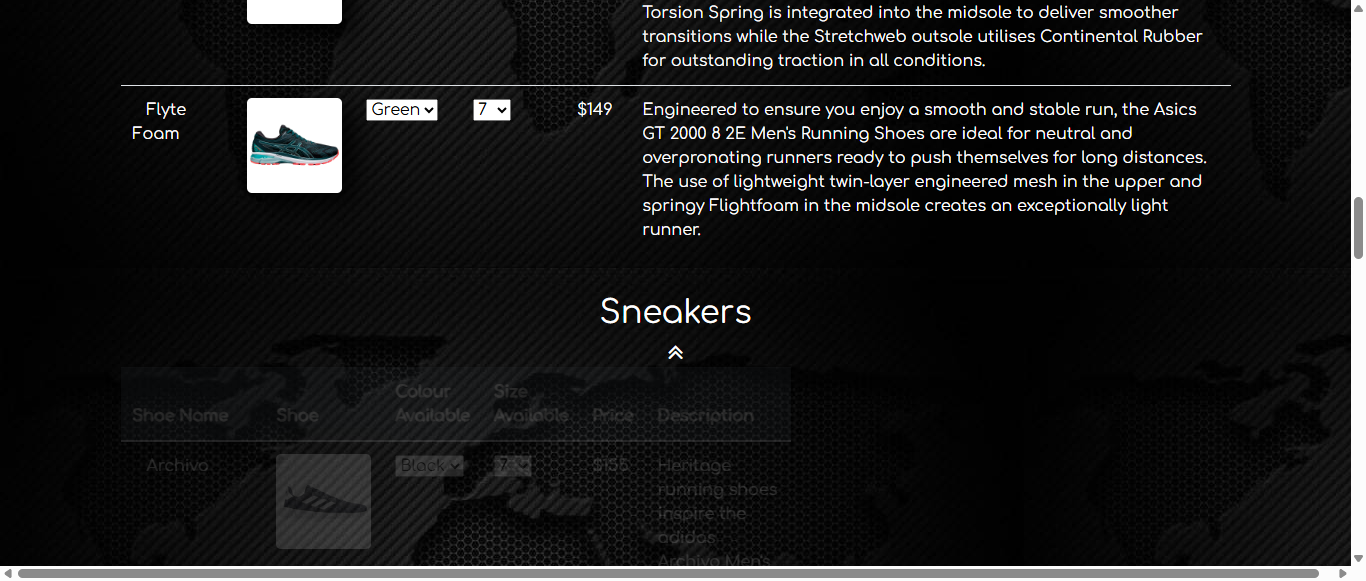 Torsion Spring is integrated into the midsole to deliver smoother
transitions while the Stretchweb outsole utilises Continental Rubber
for outstanding traction in all conditions.
Flyte
Foam
Green
7
$149
Engineered to ensure you enjoy a smooth and stable run, the Asics
GT 2000 8 2E Men's Running Shoes are ideal for neutral and
overpronating runners ready to push themselves for long distances.
The use of lightweight twin-layer engineered mesh in the upper and
springy Flightfoam in the midsole creates an exceptionally light
runner.
Sneakers
Shoe Name
Shoe
Colour
Available
Size
Available
Price
Description
Archivo
Black
7
$155
Heritage
running shoes
inspire the
adidas
Archivo Men's